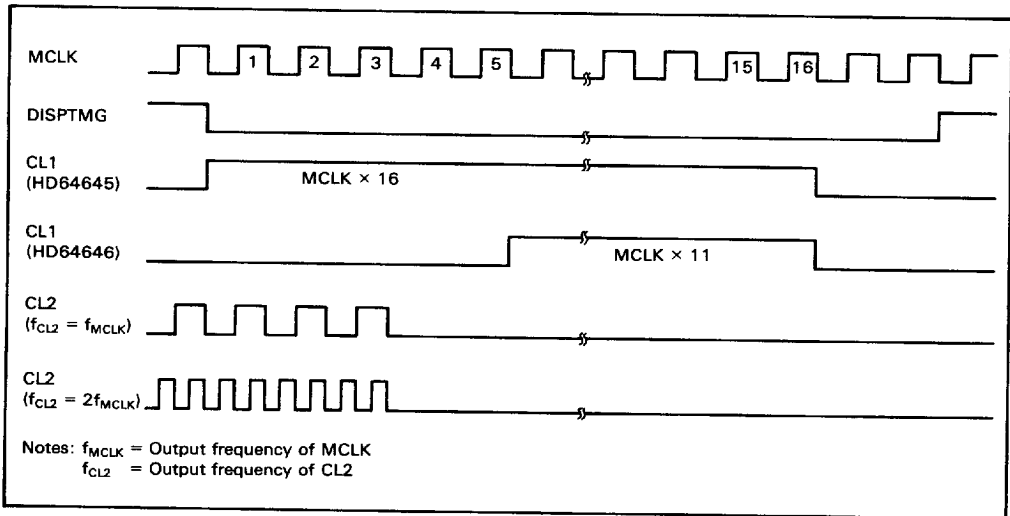 MCLK
1 2 3 4 5 15 16
DISPTMG
CL1
(HD64645)
MCLK × 16
CL1
(HD64646)
MCLK × 11
CL2
(fCL2 = fMCLK)
CL2
(fCL2 = 2fMCLK)
Notes: fMCLK = Output frequency of MCLK
fCL2 = Output frequency of CL2